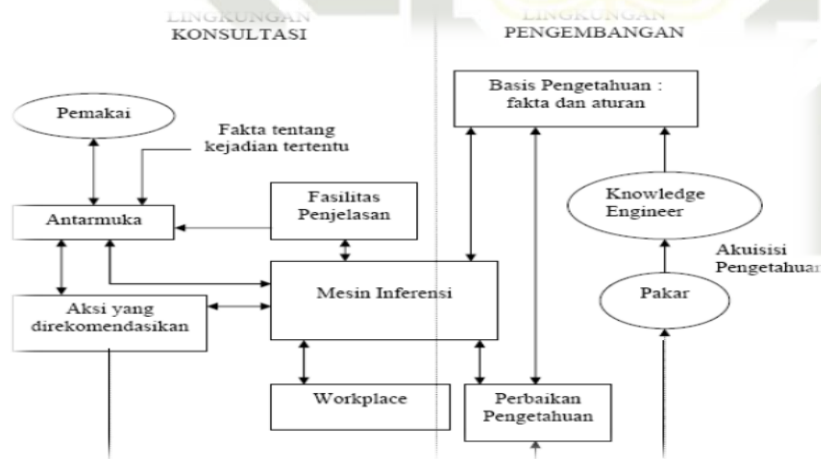 LINGKUNGAN
KONSULTASI
LINGKUNGAN
PENGEMBANGAN
Basis Pengetahuan :
fakta dan aturan
Pemakai
Fakta tentang
kejadian tertentu
Fasilitas
Penjelasan
Knowledge
Engineer
Antarmuka
Akuisisi
Pengetahuan
Mesin Inferensi
Pakar
Aksi yang
direkomendasikan
Workplace
Perbaikan
Pengetahuan